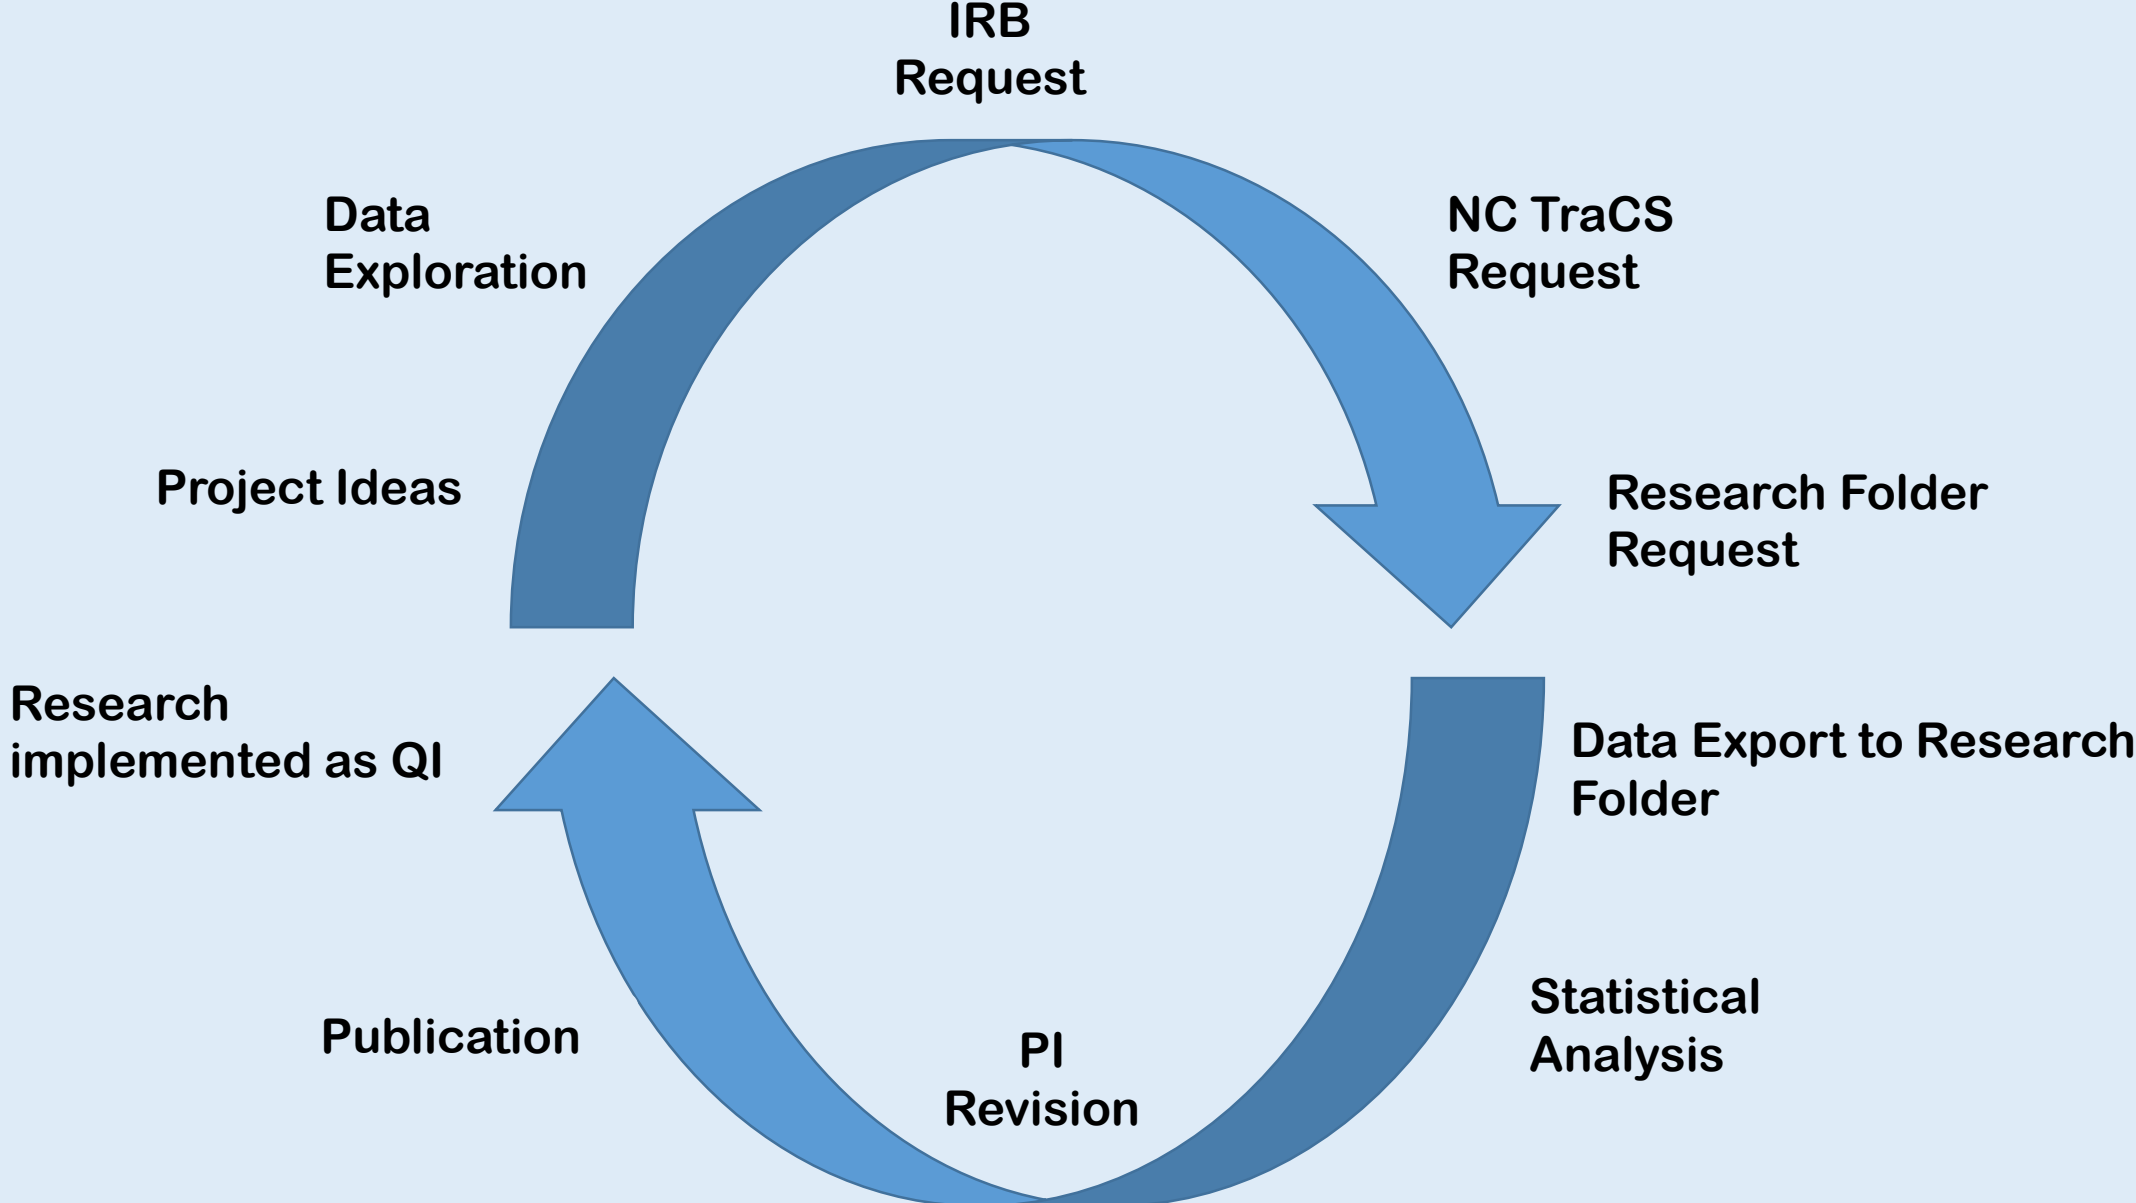 IRB
Request
Data
Exploration
NC TraCS
Request
Project Ideas
Research Folder
Request
Research
implemented as QI
Data Export to Research
Folder
Statistical
Analysis
Publication
PI
Revision